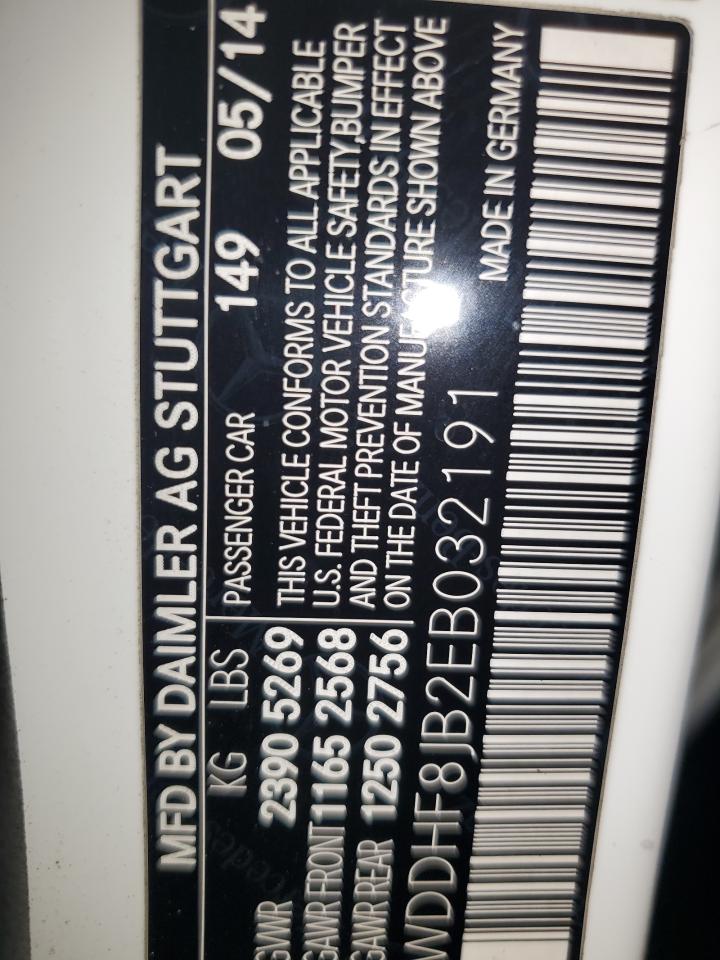 MFD BY DAIMLER AG STUTTGART
KG LBS PASSENGER CAR 149 05/14
GVWR 2390 5269
GAWR FRONT 1165 2568
GAWR REAR 1250 2756
THIS VEHICLE CONFORMS TO ALL APPLICABLE
U.S. FEDERAL MOTOR VEHICLE SAFETY,BUMPER
AND THEFT PREVENTION STANDARDS IN EFFECT
ON THE DATE OF MANUFACTURE SHOWN ABOVE
WDDHF8JB2EB032191
MADE IN GERMANY